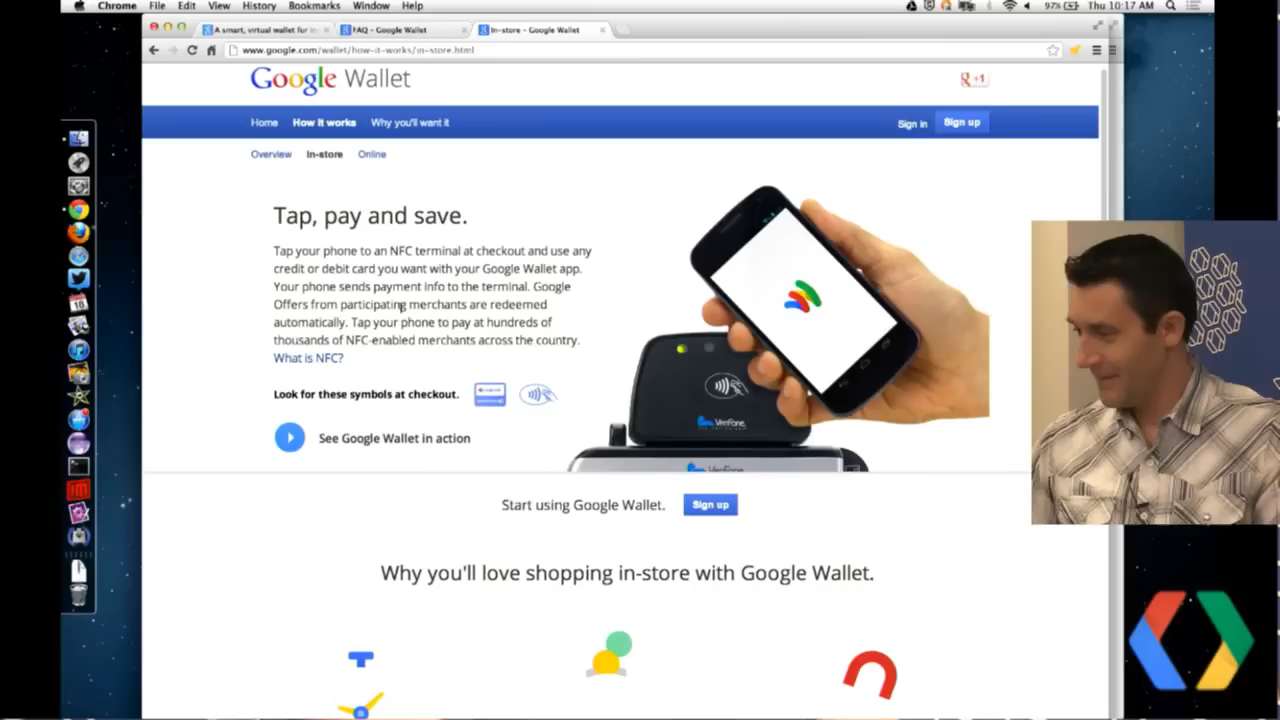 Chrome File Edit View History Bookmarks Window Help 97% Thu 10:17 AM
A smart, virtual wallet for in FAQ – Google Wallet In-store – Google Wallet
www.google.com/wallet/how-it-works/in-store.html
Google Wallet
+1
Home How it works Why you'll want it Sign in Sign up
Overview In-store Online
Tap, pay and save.
Tap your phone to an NFC terminal at checkout and use any
credit or debit card you want with your Google Wallet app.
Your phone sends payment info to the terminal. Google
Offers from participating merchants are redeemed
automatically. Tap your phone to pay at hundreds of
thousands of NFC-enabled merchants across the country.
What is NFC?
Look for these symbols at checkout.
See Google Wallet in action
VeriFone
VeriFone
Start using Google Wallet. Sign up
Why you'll love shopping in-store with Google Wallet.
18